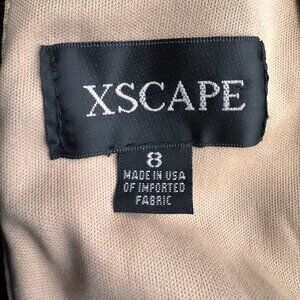 XSCAPE
8
MADE IN USA
OF IMPORTED
FABRIC